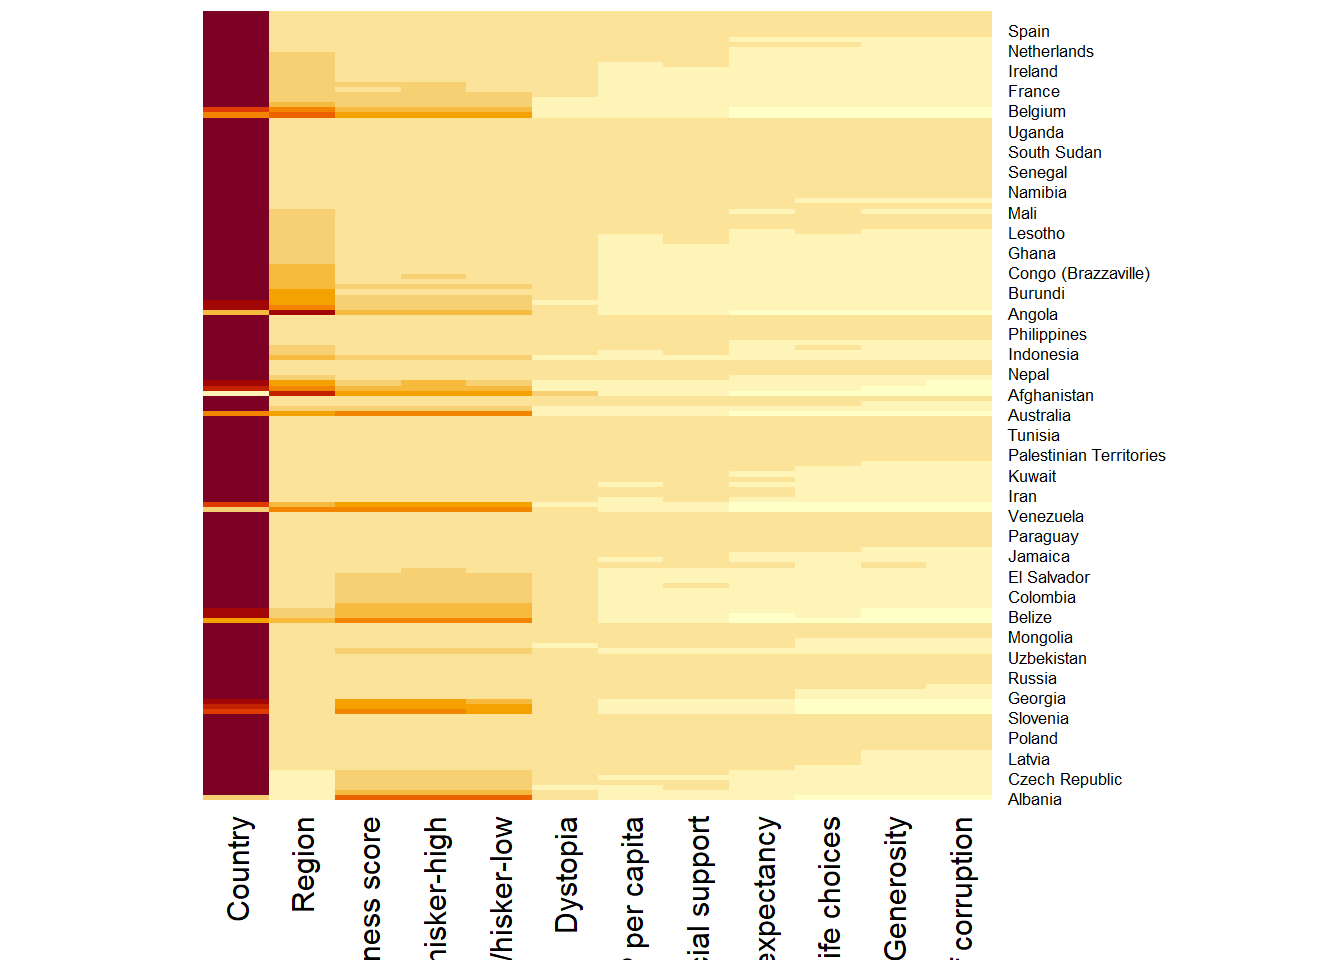 Spain
Netherlands
Ireland
France
Belgium
Uganda
South Sudan
Senegal
Namibia
Mali
Lesotho
Ghana
Congo (Brazzaville)
Burundi
Angola
Philippines
Indonesia
Nepal
Afghanistan
Australia
Tunisia
Palestinian Territories
Kuwait
Iran
Venezuela
Paraguay
Jamaica
El Salvador
Colombia
Belize
Mongolia
Uzbekistan
Russia
Georgia
Slovenia
Poland
Latvia
Czech Republic
Albania
Country
Region
ness score
hisker-high
/hisker-low
Dystopia
per capita
cial support
expectancy
ife choices
Generosity
corruption